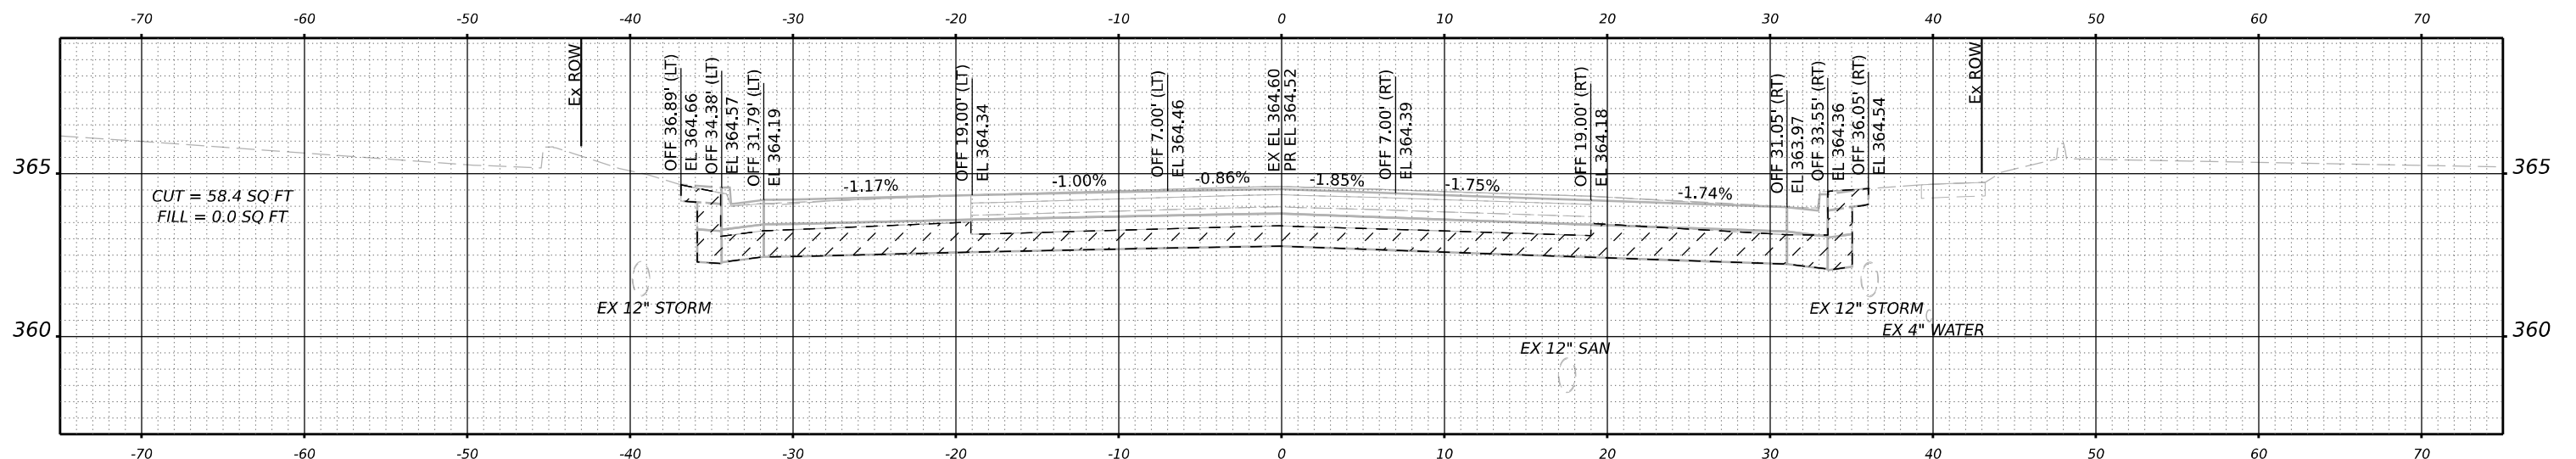 -70 -60 -50 -40 -30 -20 -10 0 10 20 30 40 50 60 70
Ex ROW
OFF 36.89' (LT)
EL 364.66
OFF 34.38' (LT)
EL 364.57
OFF 31.79' (LT)
EL 364.19
OFF 19.00' (LT)
EL 364.34
OFF 7.00' (LT)
EL 364.46
EX EL 364.60
PR EL 364.52
OFF 7.00' (RT)
EL 364.39
OFF 19.00' (RT)
EL 364.18
OFF 31.05' (RT)
EL 363.97
OFF 33.55' (RT)
EL 364.36
OFF 36.05' (RT)
EL 364.54
Ex ROW
365 365
-1.17% -1.00% -0.86% -1.85% -1.75% -1.74%
CUT = 58.4 SQ FT
FILL = 0.0 SQ FT
EX 12" STORM EX 12" STORM
EX 4" WATER
360 360
EX 12" SAN
-70 -60 -50 -40 -30 -20 -10 0 10 20 30 40 50 60 70